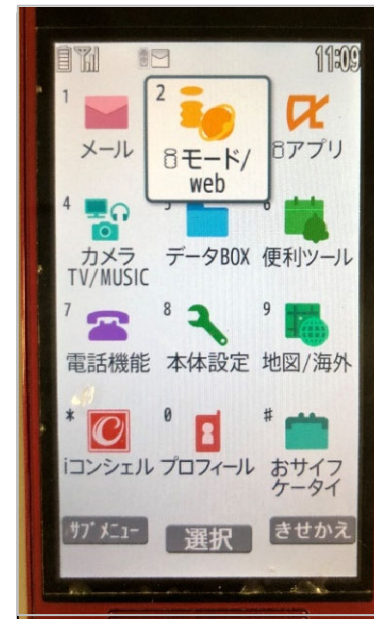 11:09
1
メール
2
iモード/
web
iアプリ
4
カメラ
TV/MUSIC
5
データBOX
6
便利ツール
7
電話機能
8
本体設定
9
地図/海外
*
iコンシェル
0
プロフィール
#
おサイフ
ケータイ
ｻﾌﾞﾒﾆｭｰ
選択
きせかえ